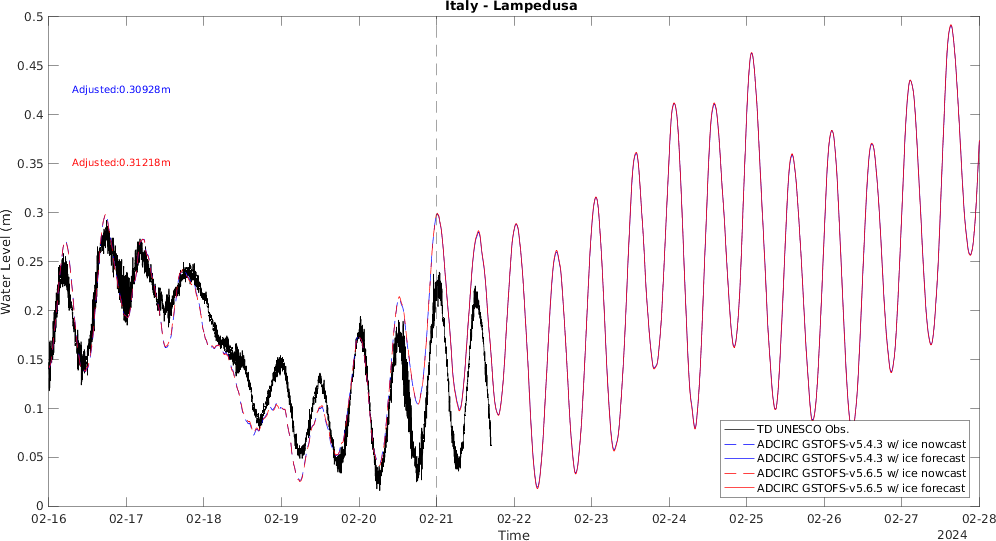 Italy - Lampedusa
0.5
0.45
0.4
0.35
0.3
0.25
0.2
0.15
0.1
0.05
0
Water Level (m)
Adjusted:0.30928m
Adjusted:0.31218m
TD UNESCO Obs.
ADCIRC GSTOFS-v5.4.3 w/ ice nowcast
ADCIRC GSTOFS-v5.4.3 w/ ice forecast
ADCIRC GSTOFS-v5.6.5 w/ ice nowcast
ADCIRC GSTOFS-v5.6.5 w/ ice forecast
02-16 02-17 02-18 02-19 02-20 02-21 02-22 02-23 02-24 02-25 02-26 02-27 02-28
Time
2024